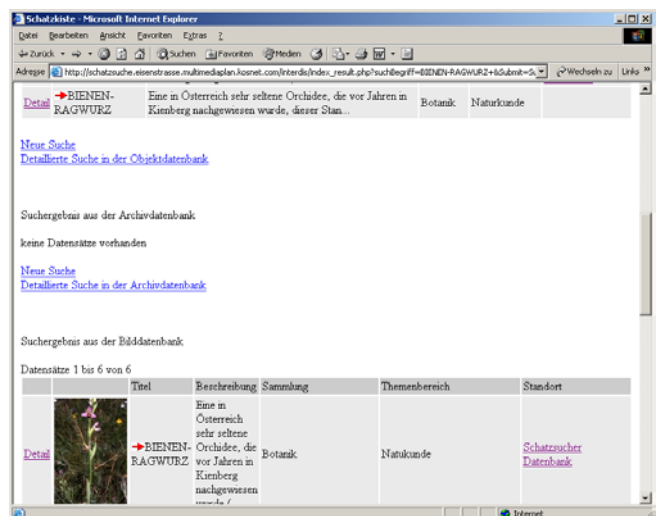 Schatzkiste - Microsoft Internet Explorer
Datei Bearbeiten Ansicht Favoriten Extras ?
Zurück Suchen Favoriten Medien
Adresse http://schatzsuche.eisenstrasse.multimediaplan.kosnet.com/interdis/index_result.php?suchBegriff=BIENEN-RAGWURZ+&Submit=S Wechseln zu Links »
Detail BIENEN-RAGWURZ Eine in Österreich sehr seltene Orchidee, die vor Jahren in Kienberg nachgewiesen wurde, dieser Stan... Botanik Naturkunde
Neue Suche
Detaillierte Suche in der Objektdatenbank
Suchergebnis aus der Archivdatenbank
keine Datensätze vorhanden
Neue Suche
Detaillierte Suche in der Archivdatenbank
Suchergebnis aus der Bilddatenbank
Datensätze 1 bis 6 von 6
Titel Beschreibung Sammlung Themenbereich Standort
Detail BIENEN-RAGWURZ
Eine in
Österreich
sehr seltene
Orchidee, die
vor Jahren in
Kienberg
nachgewiesen
Botanik Natukunde
Schatzsucher
Datenbank
Internet